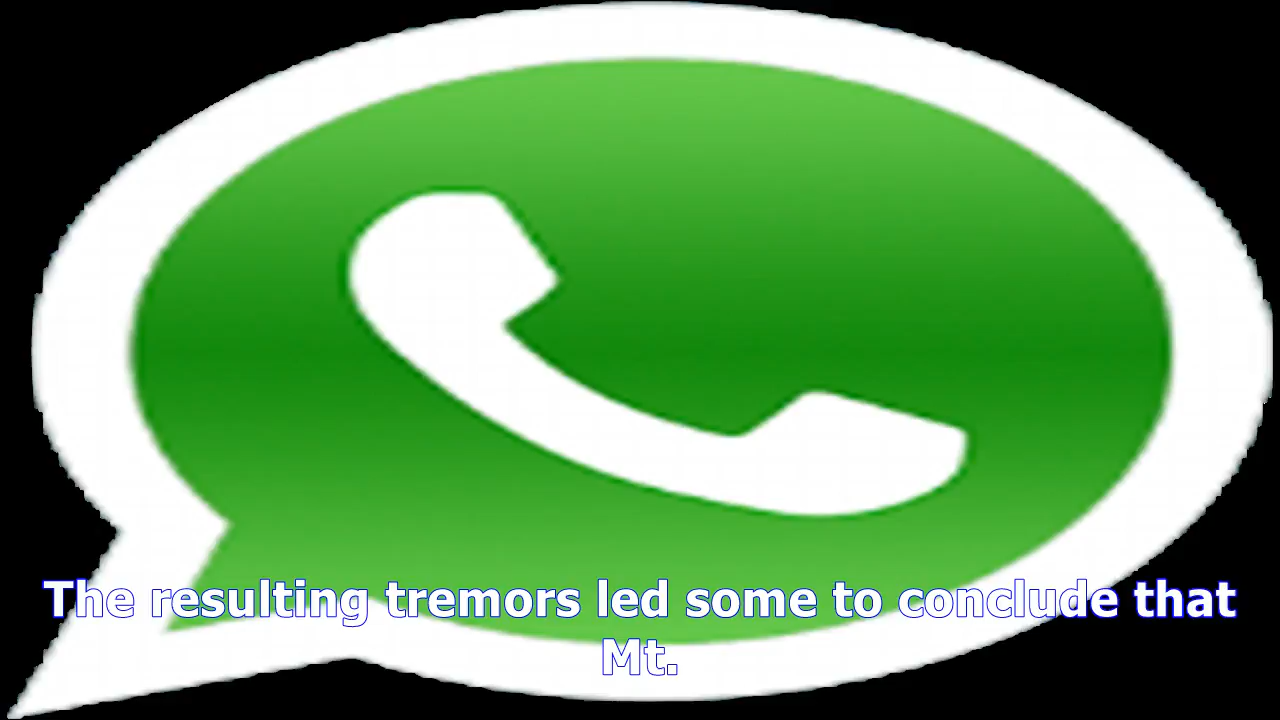 The resulting tremors led some to conclude that
Mt.